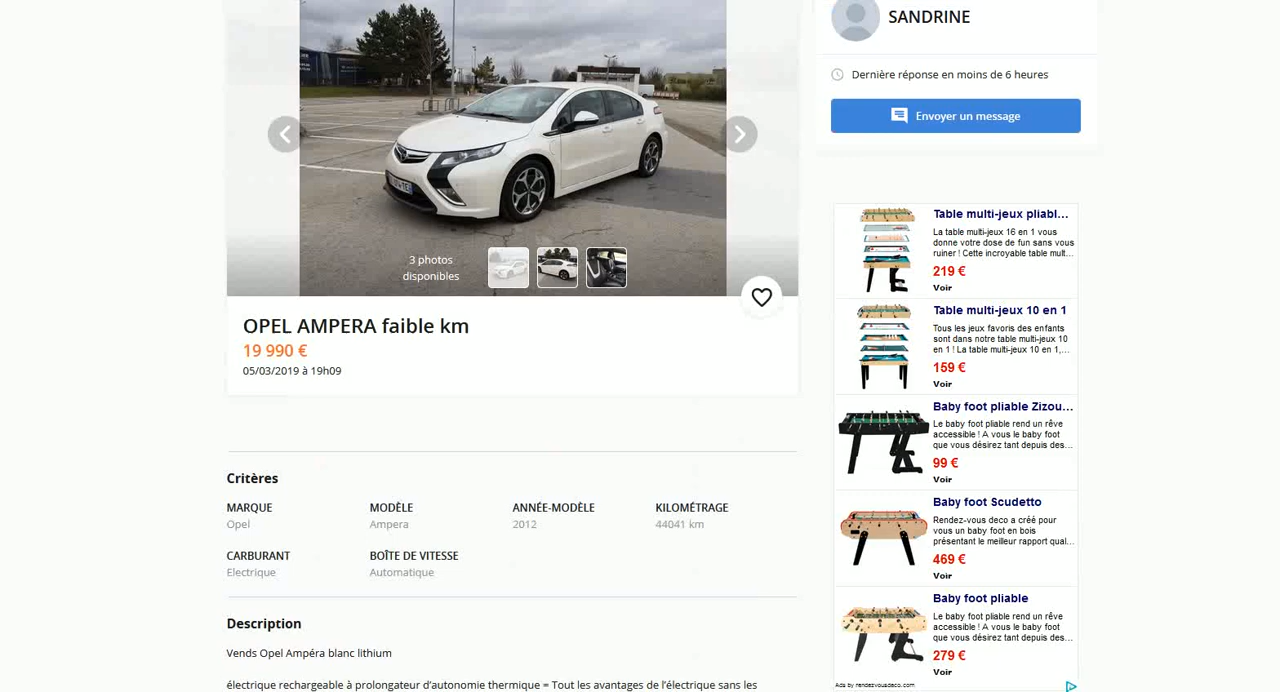 SANDRINE
Dernière réponse en moins de 6 heures
Envoyer un message
3 photos
disponibles
OPEL AMPERA faible km
19 990 €
05/03/2019 à 19h09
Critères
MARQUE
Opel
MODÈLE
Ampera
ANNÉE-MODÈLE
2012
KILOMÉTRAGE
44041 km
CARBURANT
Electrique
BOÎTE DE VITESSE
Automatique
Description
Vends Opel Ampéra blanc lithium
électrique rechargeable à prolongateur d'autonomie thermique = Tout les avantages de l'électrique sans les
Table multi-jeux pliabl...
La table multi-jeux 16 en 1 vous
donne votre dose de fun sans vous
ruiner ! Cette incroyable table mult...
219 €
Voir
Table multi-jeux 10 en 1
Tous les jeux favoris des enfants
sont dans notre table multi-jeux 10
en 1 ! La table multi-jeux 10 en 1,...
159 €
Voir
Baby foot pliable Zizou...
Le baby foot pliable rend un rêve
accessible ! A vous le baby foot
que vous désirez tant depuis des...
99 €
Voir
Baby foot Scudetto
Rendez-vous deco a créé pour
vous un baby foot en bois
présentant le meilleur rapport qual...
469 €
Voir
Baby foot pliable
Le baby foot pliable rend un rêve
accessible ! A vous le baby foot
que vous désirez tant depuis des...
279 €
Voir
Ads by rendezvousdeco.com